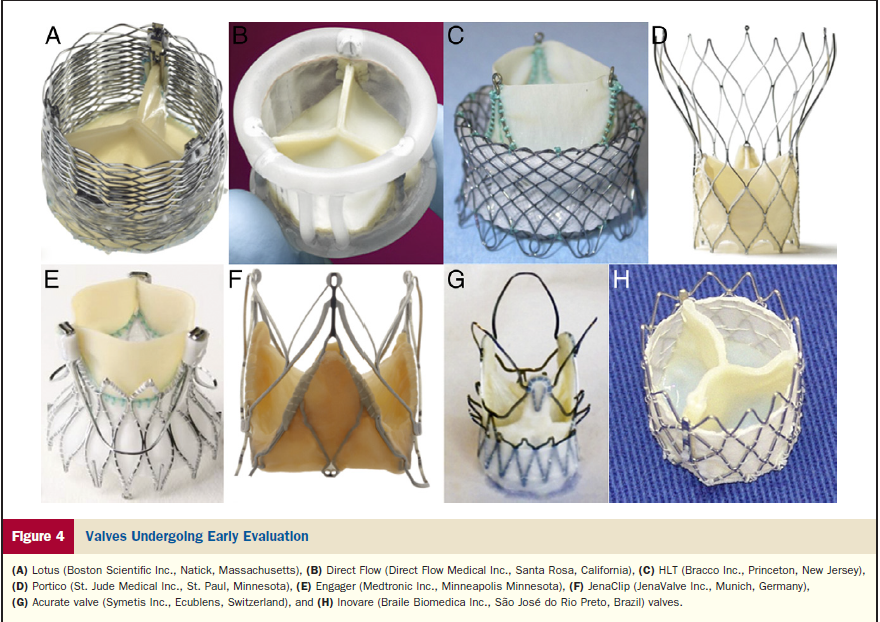 A
B
C
D
E
F
G
H
Figure 4 Valves Undergoing Early Evaluation
(A) Lotus (Boston Scientific Inc., Natick, Massachusetts), (B) Direct Flow (Direct Flow Medical Inc., Santa Rosa, California), (C) HLT (Bracco Inc., Princeton, New Jersey),
(D) Portico (St. Jude Medical Inc., St. Paul, Minnesota), (E) Engager (Medtronic Inc., Minneapolis Minnesota), (F) JenaClip (JenaValve Inc., Munich, Germany),
(G) Acurate valve (Symetis Inc., Ecublens, Switzerland), and (H) Inovare (Braile Biomedica Inc., São José do Rio Preto, Brazil) valves.